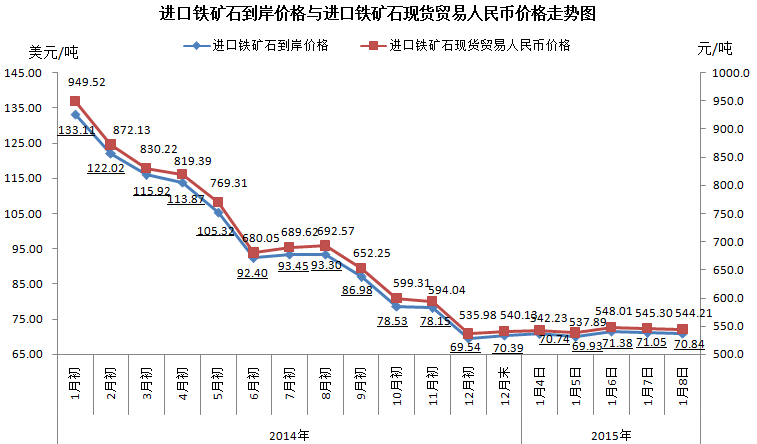 进口铁矿石到岸价格与进口铁矿石现货贸易人民币价格走势图
美元/吨
进口铁矿石到岸价格
进口铁矿石现货贸易人民币价格
元/吨
145.00
135.00
125.00
115.00
105.00
95.00
85.00
75.00
65.00
1000.0
950.0
900.0
850.0
800.0
750.0
700.0
650.0
600.0
550.0
500.0
949.52
872.13
830.22
819.39
769.31
680.05
689.62
692.57
652.25
599.31
594.04
535.98
540.13
542.23
537.89
548.01
545.30
544.21
133.11
122.02
115.92
113.87
105.32
92.40
93.45
93.30
86.98
78.53
78.15
69.54
70.39
70.74
69.93
71.38
71.05
70.84
1月初
2月初
3月初
4月初
5月初
6月初
7月初
8月初
9月初
10月初
11月初
12月初
12月末
1月4日
1月5日
1月6日
1月7日
1月8日
2014年
2015年